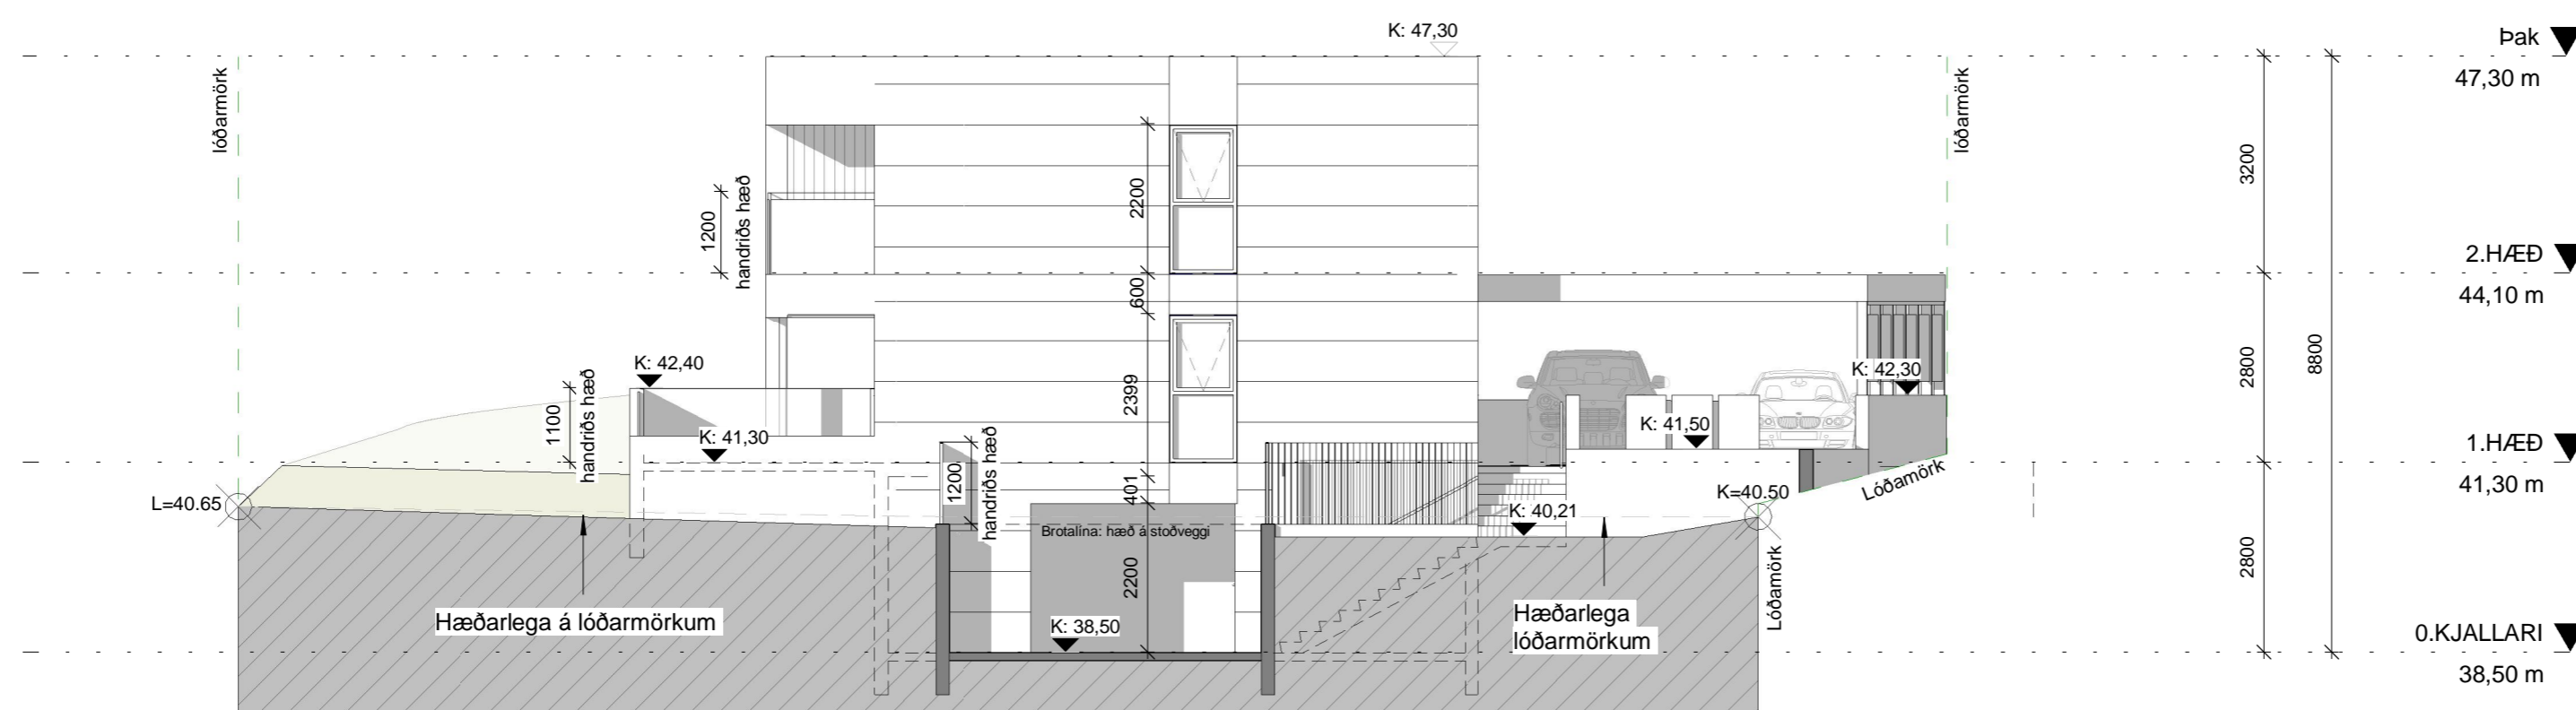 K: 47,30
Þak
47,30 m
lóðarmörk
lóðarmörk
3200
2200
1200
handriðs hæð
2.HÆÐ
44,10 m
600
2800
8800
K: 42,40
K: 42,30
2399
1100
handriðs hæð
K: 41,30
K: 41,50
1.HÆÐ
41,30 m
Lóðamörk
1200
handriðs hæð
401
L=40.65
K=40.50
K: 40,21
Brotalína: hæð á stoðveggi
2200
2800
Lóðamörk
Hæðarlega á lóðarmörkum
Hæðarlega
lóðarmörkum
K: 38,50
0.KJALLARI
38,50 m